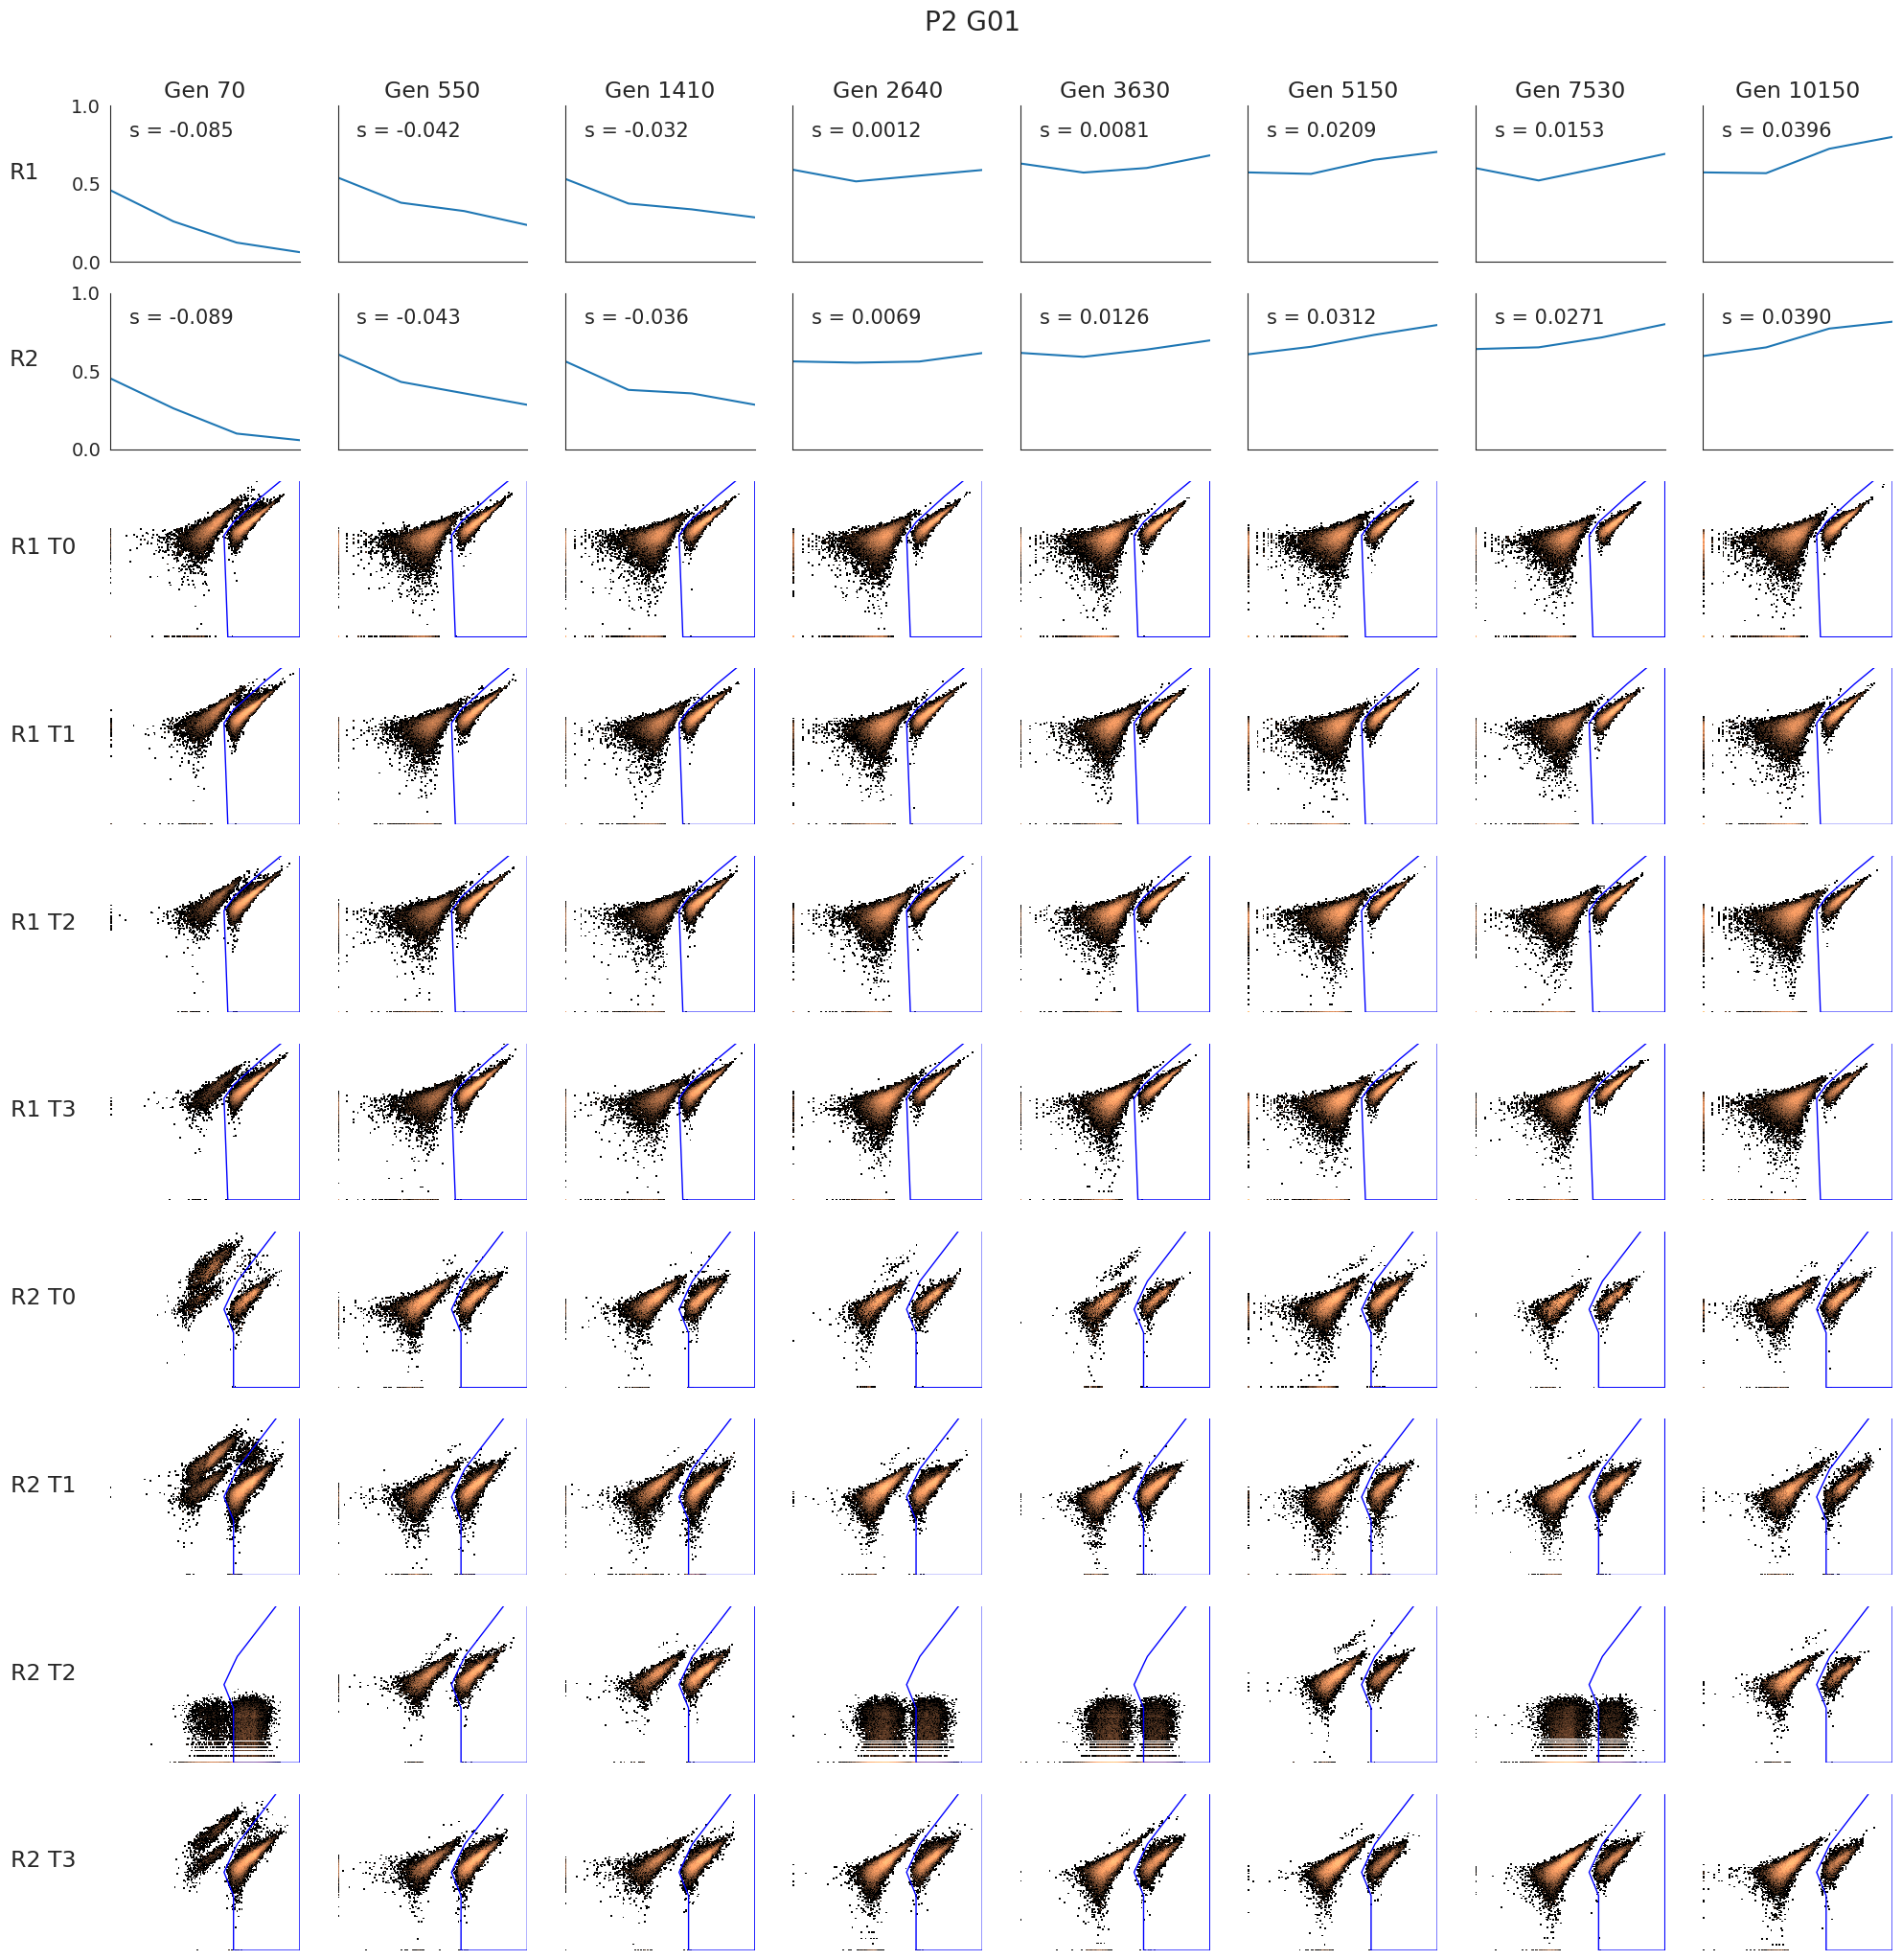 P2 G01
Gen 70 Gen 550 Gen 1410 Gen 2640 Gen 3630 Gen 5150 Gen 7530 Gen 10150
1.0
s = -0.085 s = -0.042 s = -0.032 s = 0.0012 s = 0.0081 s = 0.0209 s = 0.0153 s = 0.0396
R1
0.5
0.0
1.0
s = -0.089 s = -0.043 s = -0.036 s = 0.0069 s = 0.0126 s = 0.0312 s = 0.0271 s = 0.0390
R2
0.5
0.0
R1 T0
R1 T1
R1 T2
R1 T3
R2 T0
R2 T1
R2 T2
R2 T3